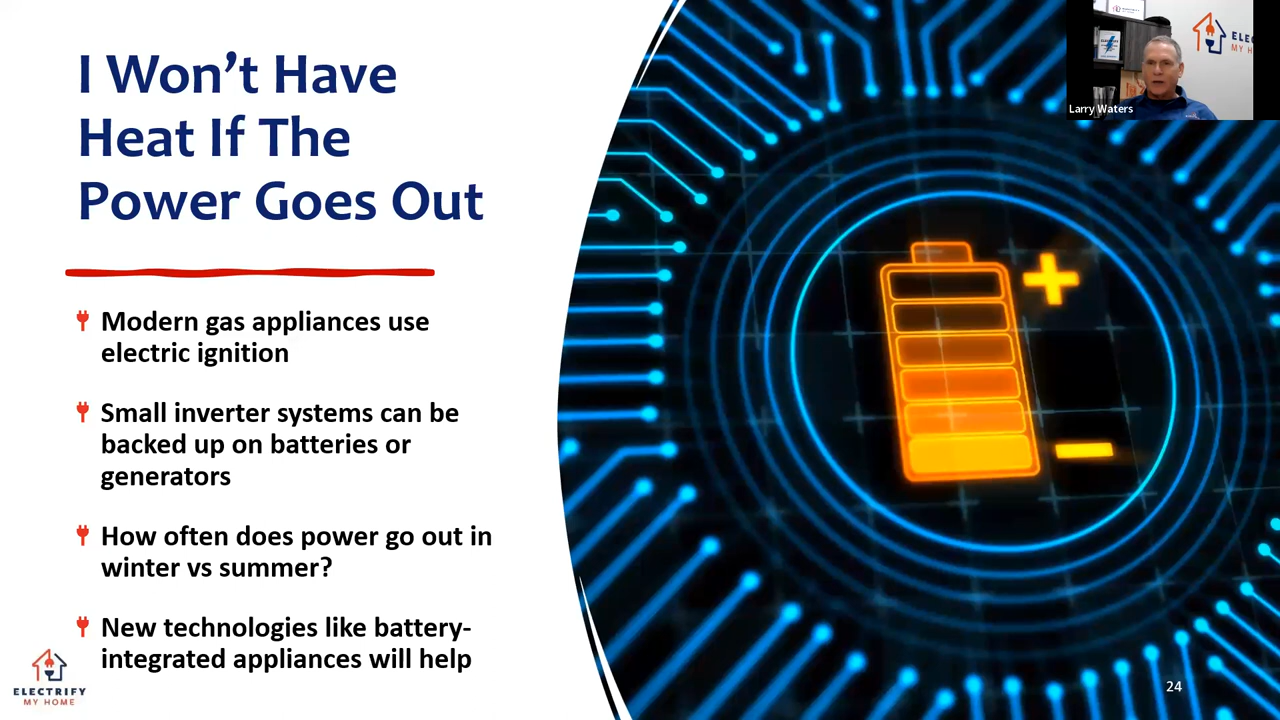 I Won’t Have
Heat If The
Power Goes Out
Modern gas appliances use
electric ignition
Small inverter systems can be
backed up on batteries or
generators
How often does power go out in
winter vs summer?
New technologies like battery-
integrated appliances will help
ELECTRIFY
MY HOME
24
Larry Waters
ELEC
MY H